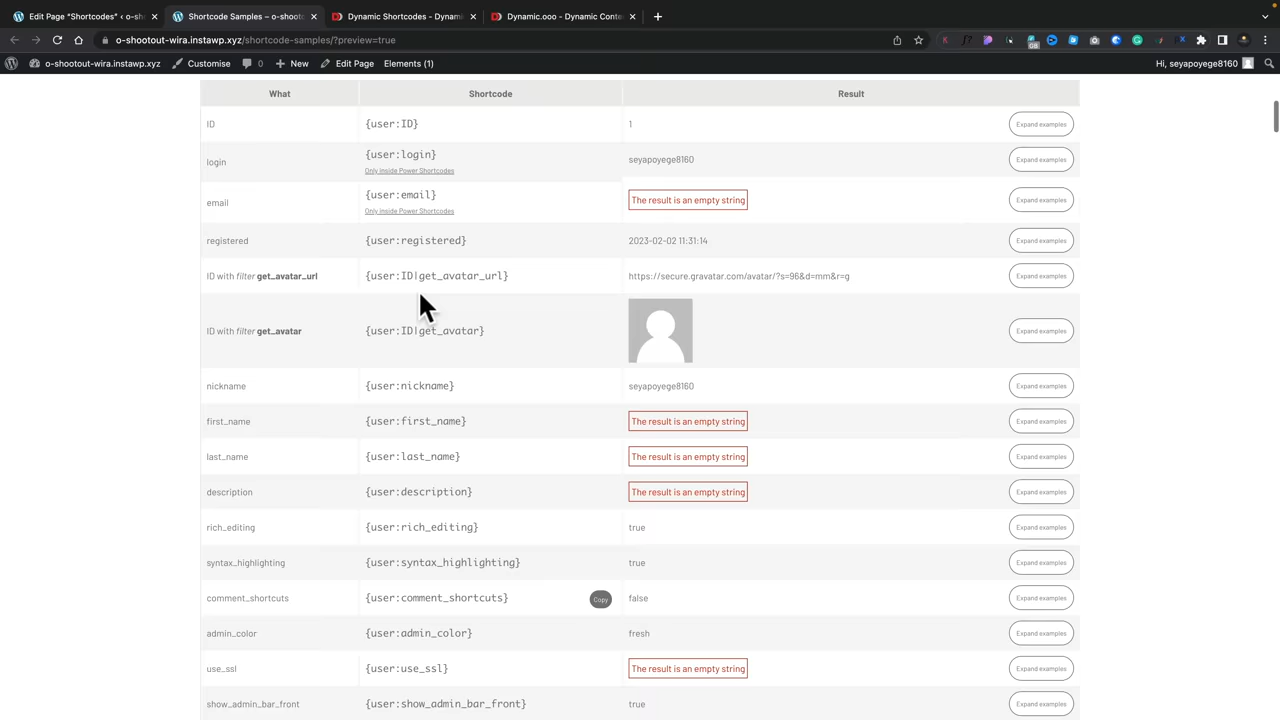 Edit Page "Shortcodes" ‹ o-sh
Shortcode Samples – o-shootou
Dynamic Shortcodes - Dynamic
Dynamic.ooo - Dynamic Conte
o-shootout-wira.instawp.xyz/shortcode-samples/?preview=true
o-shootout-wira.instawp.xyz Customise 0 New Edit Page Elements (1) Hi, seyapoyege8160
What Shortcode Result
ID {user:ID} 1 Expand examples
login {user:login} seyapoyege8160 Expand examples
Only inside Power Shortcodes
email {user:email} The result is an empty string Expand examples
Only inside Power Shortcodes
registered {user:registered} 2023-02-02 11:31:14 Expand examples
ID with filter get_avatar_url {user:ID|get_avatar_url} https://secure.gravatar.com/avatar/?s=96&d=mm&r=g Expand examples
ID with filter get_avatar {user:ID|get_avatar} Expand examples
nickname {user:nickname} seyapoyege8160 Expand examples
first_name {user:first_name} The result is an empty string Expand examples
last_name {user:last_name} The result is an empty string Expand examples
description {user:description} The result is an empty string Expand examples
rich_editing {user:rich_editing} true Expand examples
syntax_highlighting {user:syntax_highlighting} true Expand examples
comment_shortcuts {user:comment_shortcuts} Copy false Expand examples
admin_color {user:admin_color} fresh Expand examples
use_ssl {user:use_ssl} The result is an empty string Expand examples
show_admin_bar_front {user:show_admin_bar_front} true Expand examples